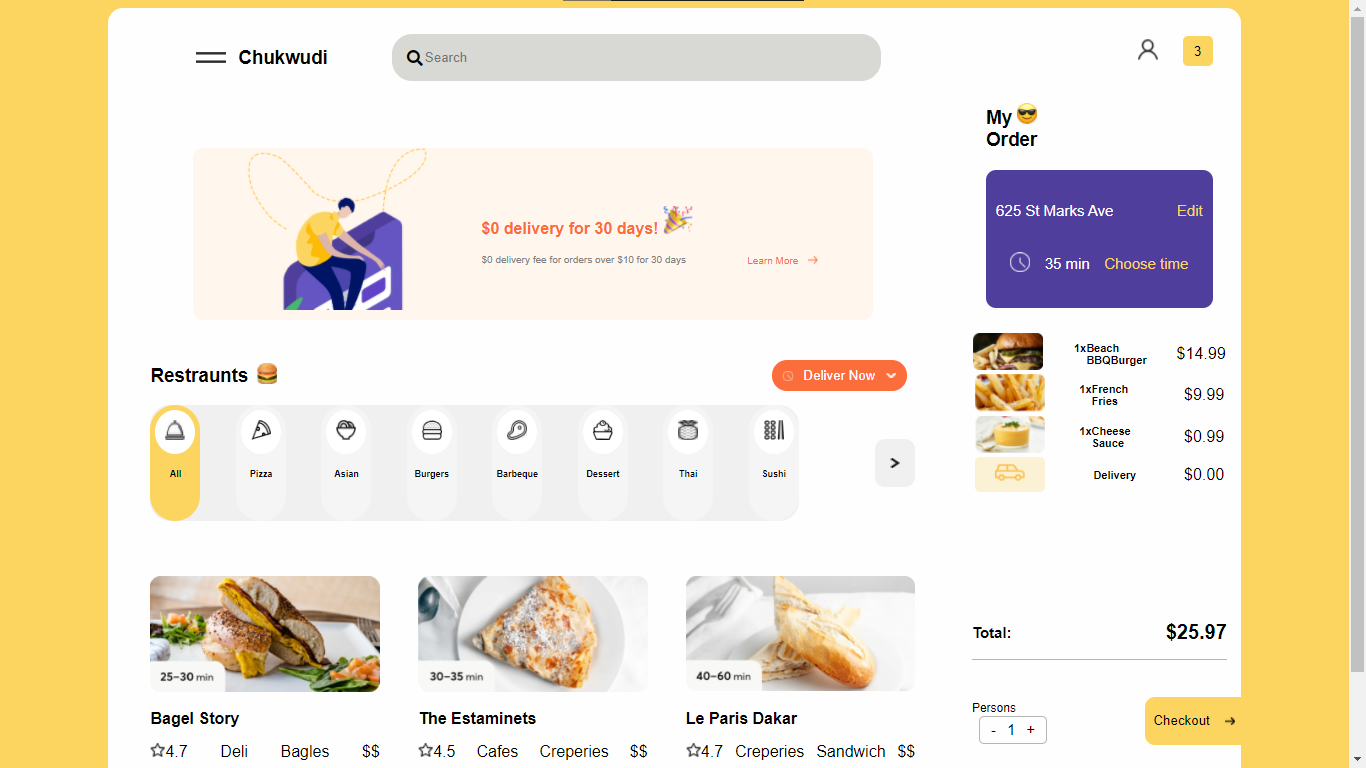 Chukwudi
Search
3
My 😎
Order
625 St Marks Ave Edit
35 min Choose time
$0 delivery for 30 days! 🎉
$0 delivery fee for orders over $10 for 30 days Learn More →
Restraunts 🍔
Deliver Now
All Pizza Asian Burgers Barbeque Dessert Thai Sushi
>
1xBeach
BBQBurger $14.99
1xFrench
Fries $9.99
1xCheese
Sauce $0.99
Delivery $0.00
Total: $25.97
Persons
- 1 +
Checkout →
25–30 min
Bagel Story
4.7 Deli Bagles $$
30–35 min
The Estaminets
4.5 Cafes Creperies $$
40–60 min
Le Paris Dakar
4.7 Creperies Sandwich $$